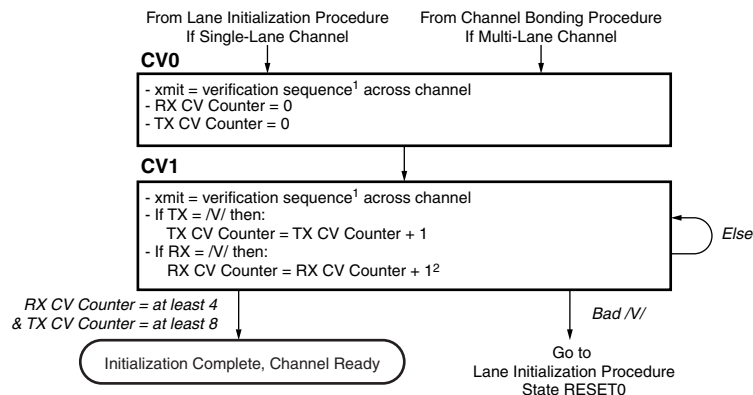 From Lane Initialization Procedure
If Single-Lane Channel
From Channel Bonding Procedure
If Multi-Lane Channel
CV0
- xmit = verification sequence¹ across channel
- RX CV Counter = 0
- TX CV Counter = 0
CV1
- xmit = verification sequence¹ across channel
- If TX = /V/ then:
TX CV Counter = TX CV Counter + 1
- If RX = /V/ then:
RX CV Counter = RX CV Counter + 1²
Else
RX CV Counter = at least 4
& TX CV Counter = at least 8
Bad /V/
Initialization Complete, Channel Ready
Go to
Lane Initialization Procedure
State RESET0